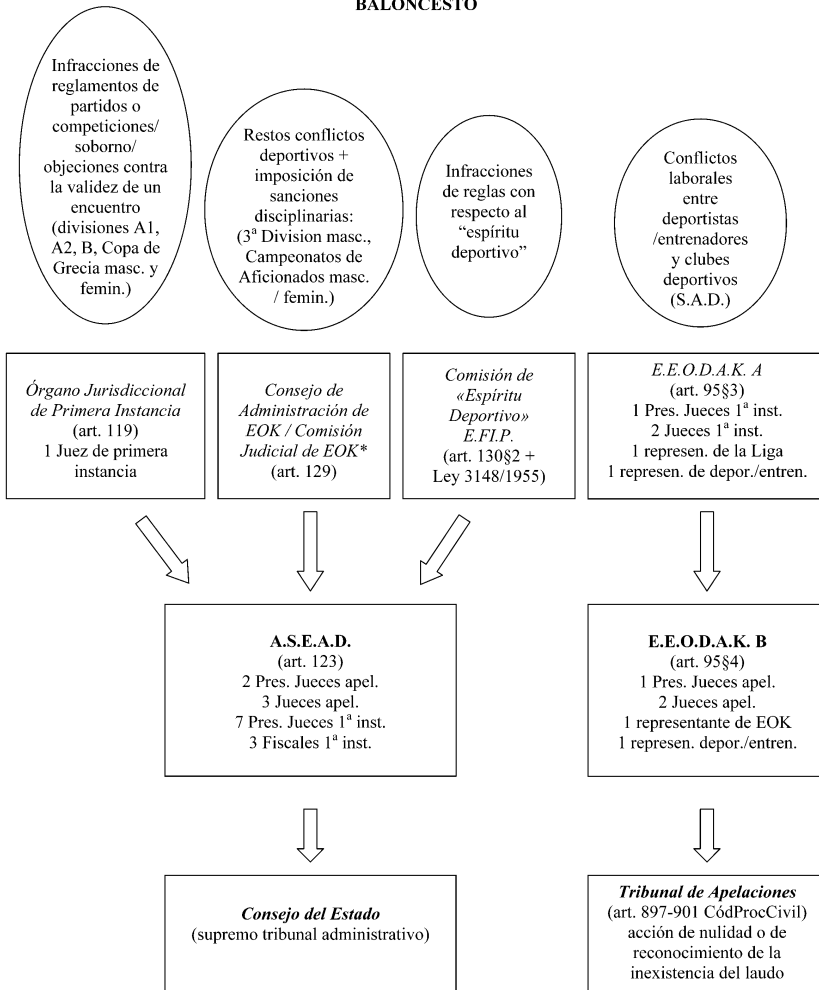 BALONCESTO
Infracciones de
reglamentos de
partidos o
competiciones/
soborno/
objeciones contra
la validez de un
encuentro
(divisiones A1,
A2, B, Copa de
Grecia masc. y
femin.)
Restos conflictos
deportivos +
imposición de
sanciones
disciplinarias:
(3ª Division masc.,
Campeonatos de
Aficionados masc.
/ femin.)
Infracciones
de reglas con
respecto al
“espíritu
deportivo”
Conflictos
laborales
entre
deportistas
/entrenadores
y clubes
deportivos
(S.A.D.)
Órgano Jurisdiccional
de Primera Instancia
(art. 119)
1 Juez de primera
instancia
Consejo de
Administración de
EOK / Comisión
Judicial de EOK*
(art. 129)
Comisión de
«Espíritu
Deportivo»
E.FI.P.
(art. 130§2 +
Ley 3148/1955)
E.E.O.D.A.K. A
(art. 95§3)
1 Pres. Jueces 1ª inst.
2 Jueces 1ª inst.
1 represen. de la Liga
1 represen. de depor./entren.
A.S.E.A.D.
(art. 123)
2 Pres. Jueces apel.
3 Jueces apel.
7 Pres. Jueces 1ª inst.
3 Fiscales 1ª inst.
E.E.O.D.A.K. B
(art. 95§4)
1 Pres. Jueces apel.
2 Jueces apel.
1 representante de EOK
1 represen. depor./entren.
Consejo del Estado
(supremo tribunal administrativo)
Tribunal de Apelaciones
(art. 897-901 CódProcCivil)
acción de nulidad o de
reconocimiento de la
inexistencia del laudo